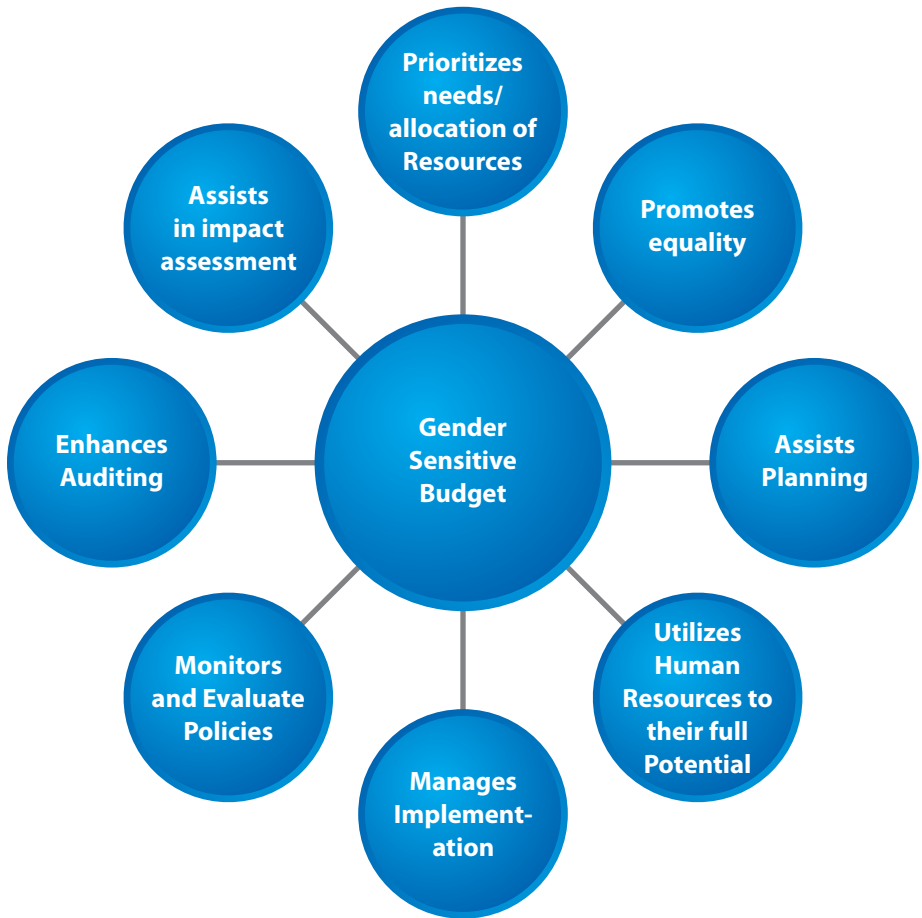 Prioritizes
needs/
allocation of
Resources
Promotes
equality
Assists
Planning
Utilizes
Human
Resources to
their full
Potential
Manages
Implement-
ation
Monitors
and Evaluate
Policies
Enhances
Auditing
Assists
in impact
assessment
Gender
Sensitive
Budget